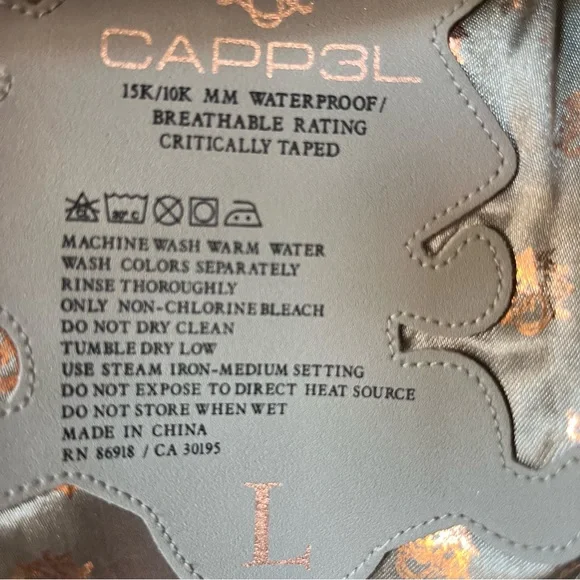 CAPP3L
15K/10K MM WATERPROOF/
BREATHABLE RATING
CRITICALLY TAPED
MACHINE WASH WARM WATER
WASH COLORS SEPARATELY
RINSE THOROUGHLY
ONLY NON-CHLORINE BLEACH
DO NOT DRY CLEAN
TUMBLE DRY LOW
USE STEAM IRON-MEDIUM SETTING
DO NOT EXPOSE TO DIRECT HEAT SOURCE
DO NOT STORE WHEN WET
MADE IN CHINA
RN 86918 / CA 30195
L